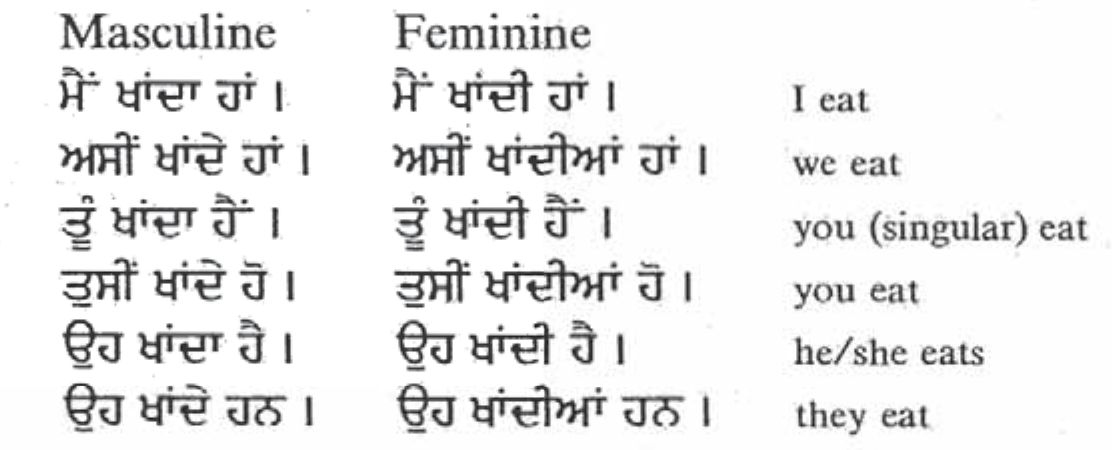 Masculine Feminine
ਮੈਂ ਖਾਂਦਾ ਹਾਂ । ਮੈਂ ਖਾਂਦੀ ਹਾਂ । I eat
ਅਸੀਂ ਖਾਂਦੇ ਹਾਂ । ਅਸੀਂ ਖਾਂਦੀਆਂ ਹਾਂ । we eat
ਤੂੰ ਖਾਂਦਾ ਹੈਂ । ਤੂੰ ਖਾਂਦੀ ਹੈਂ । you (singular) eat
ਤੁਸੀਂ ਖਾਂਦੇ ਹੋ । ਤੁਸੀਂ ਖਾਂਦੀਆਂ ਹੋ । you eat
ਉਹ ਖਾਂਦਾ ਹੈ । ਉਹ ਖਾਂਦੀ ਹੈ । he/she eats
ਉਹ ਖਾਂਦੇ ਹਨ । ਉਹ ਖਾਂਦੀਆਂ ਹਨ । they eat